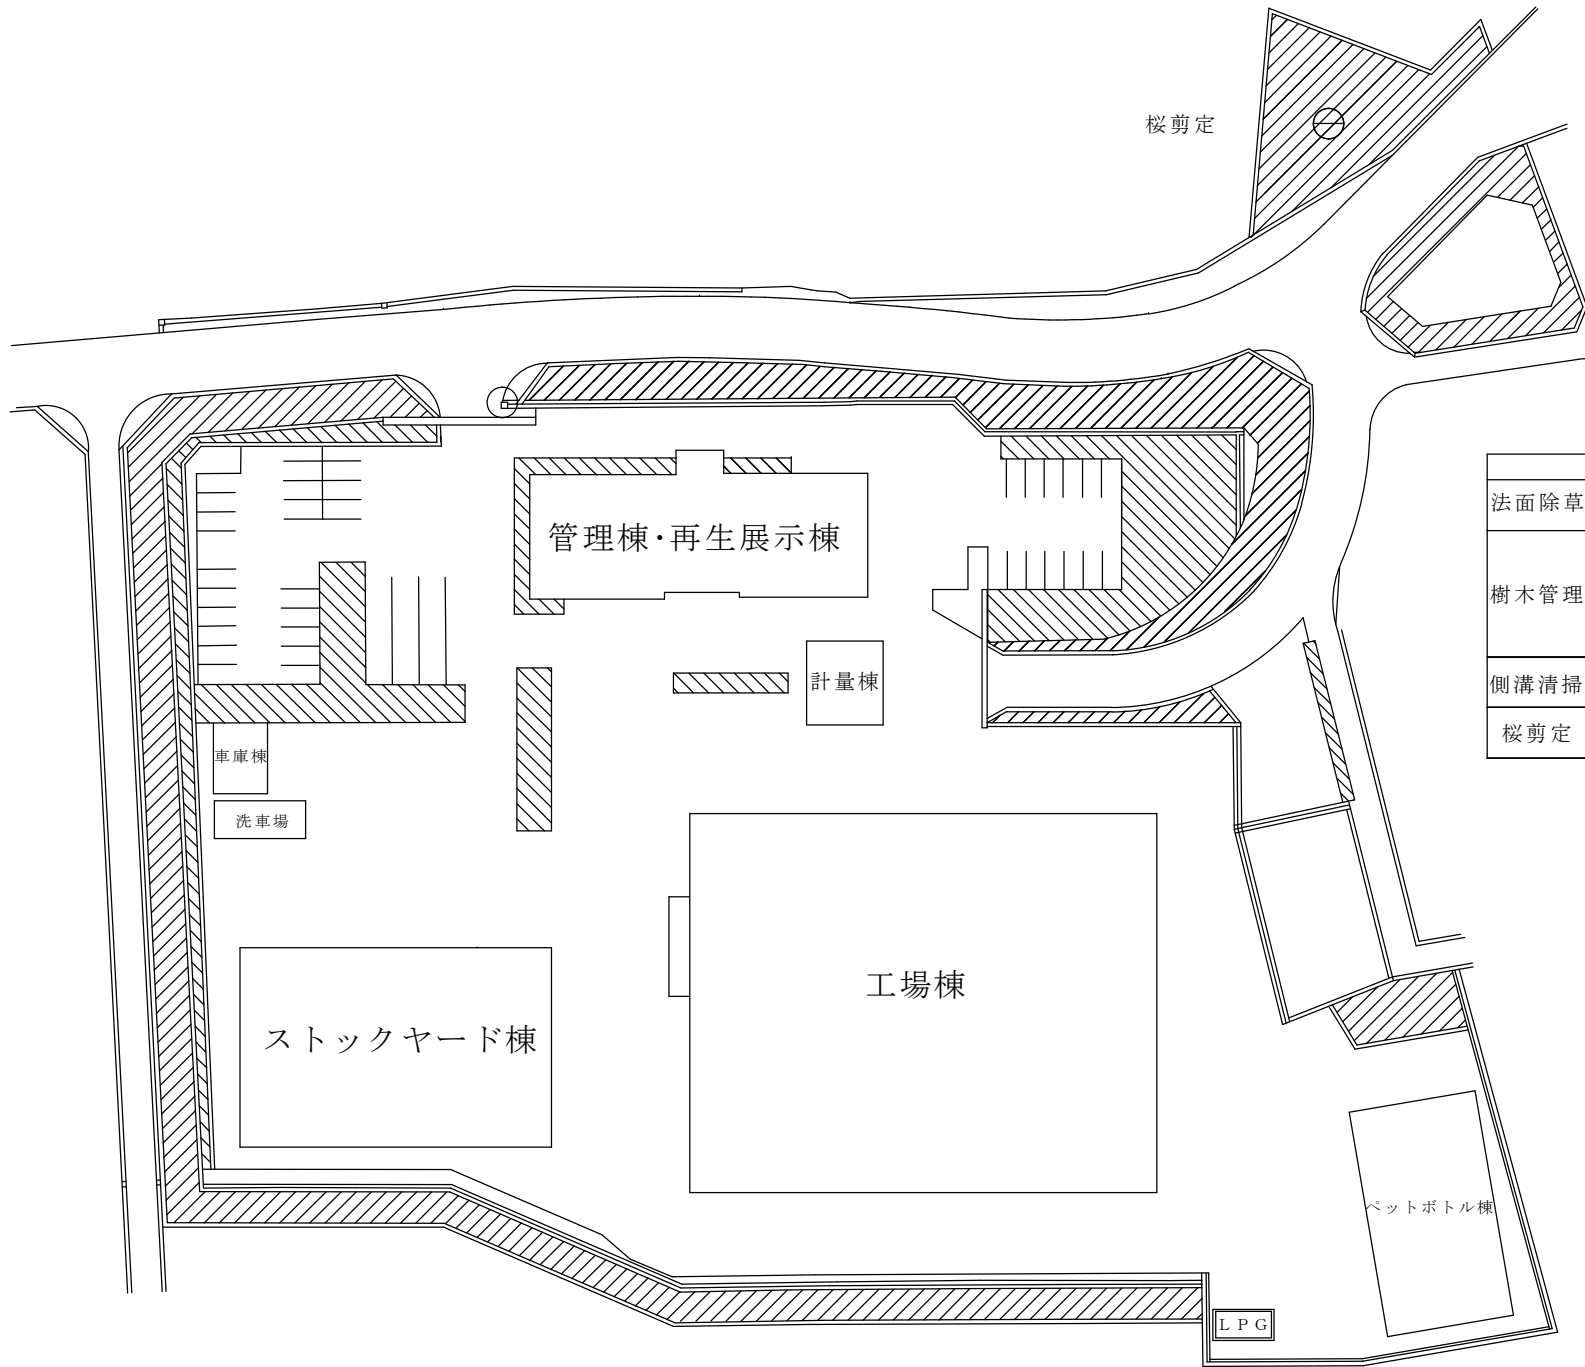 桜剪定
法面除草
管理棟・再生展示棟
樹木管理
計量棟
側溝清掃
桜剪定
車庫棟
洗車場
工場棟
ストックヤード棟
ペットボトル棟
LPG